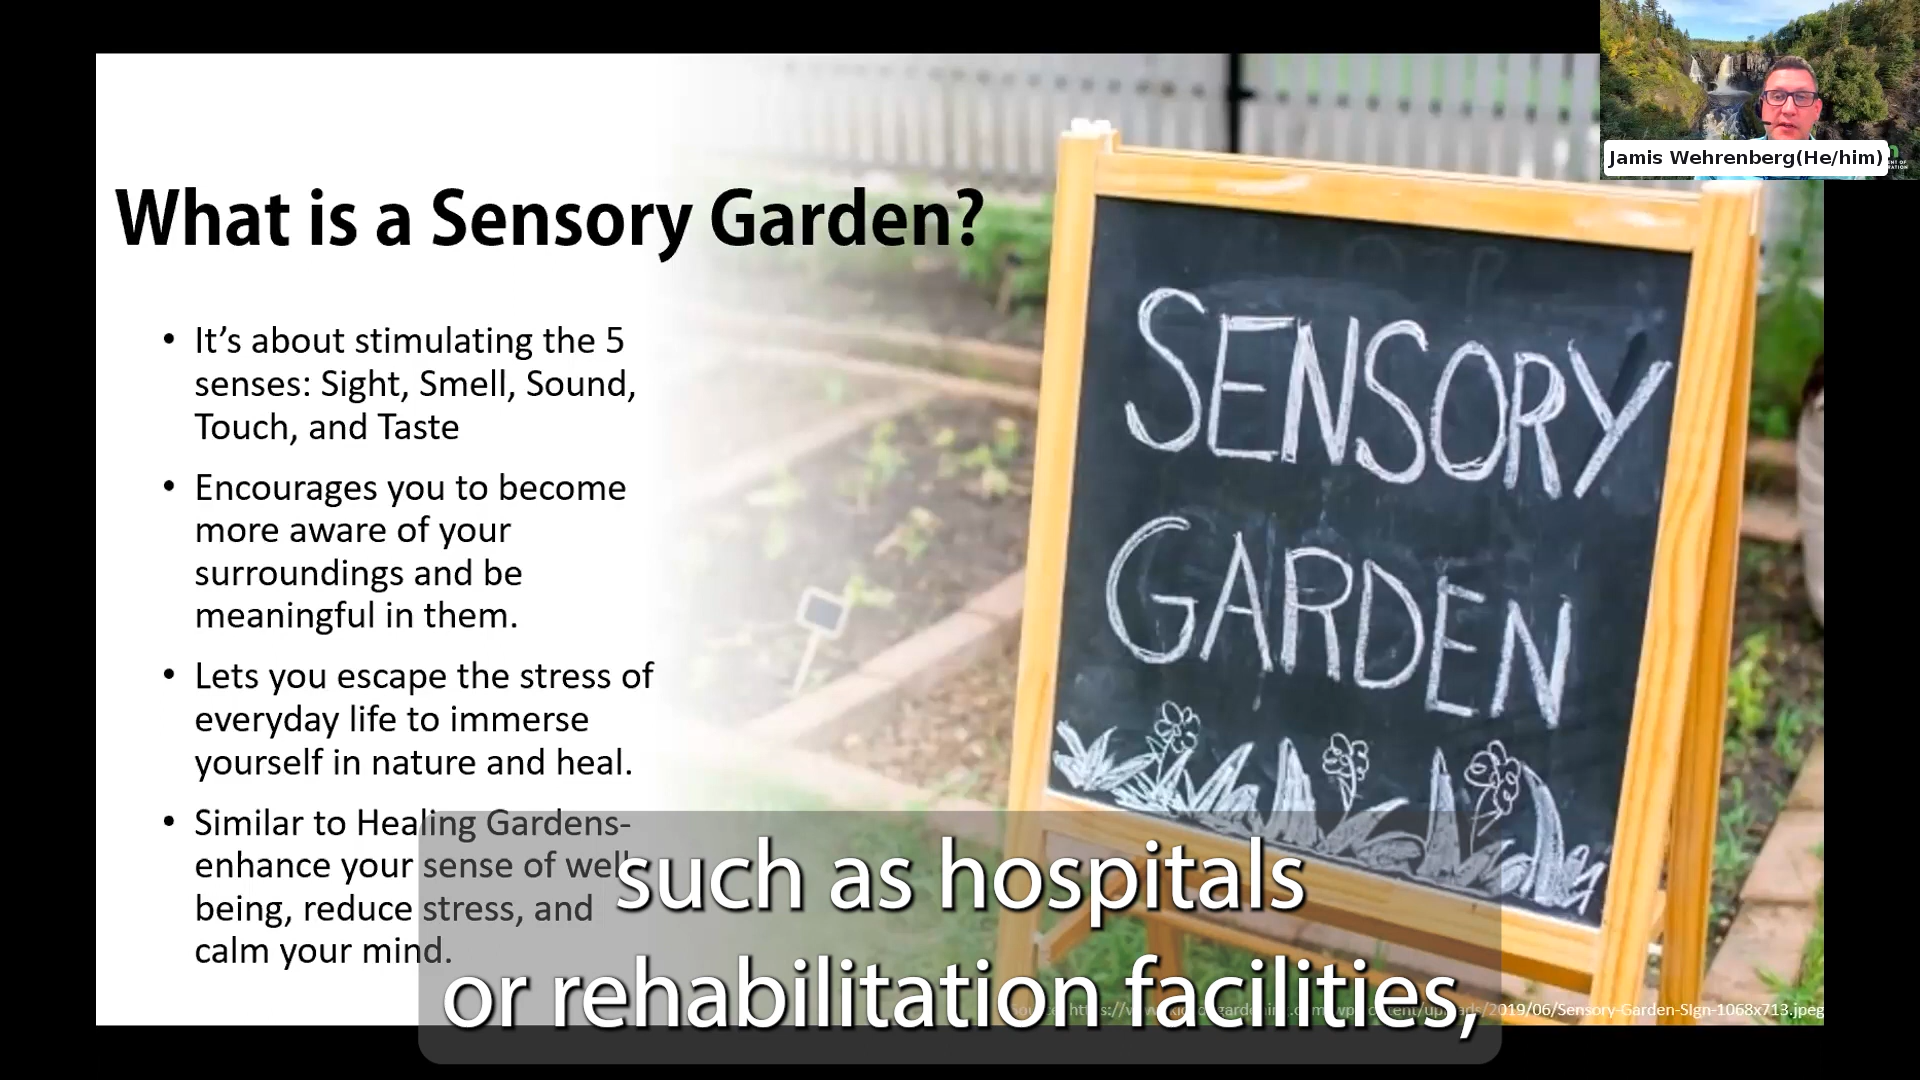 Jamis Wehrenberg(He/him)
What is a Sensory Garden?
• It's about stimulating the 5
senses: Sight, Smell, Sound,
Touch, and Taste
• Encourages you to become
more aware of your
surroundings and be
meaningful in them.
• Lets you escape the stress of
everyday life to immerse
yourself in nature and heal.
• Similar to Healing Gardens-
enhance your sense of well
being, reduce stress, and
calm your mind.
SENSORY
GARDEN
such as hospitals
or rehabilitation facilities,
/2019/06/Sensory-Garden-Sign-1068x713.jpeg